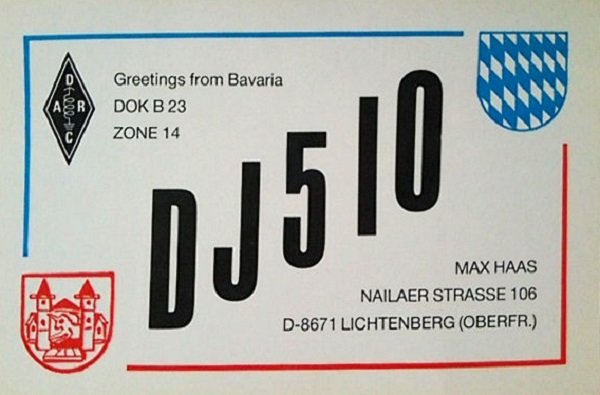 D
A R
C
Greetings from Bavaria
DOK B 23
ZONE 14
DJ5IO
MAX HAAS
NAILAER STRASSE 106
D-8671 LICHTENBERG (OBERFR.)